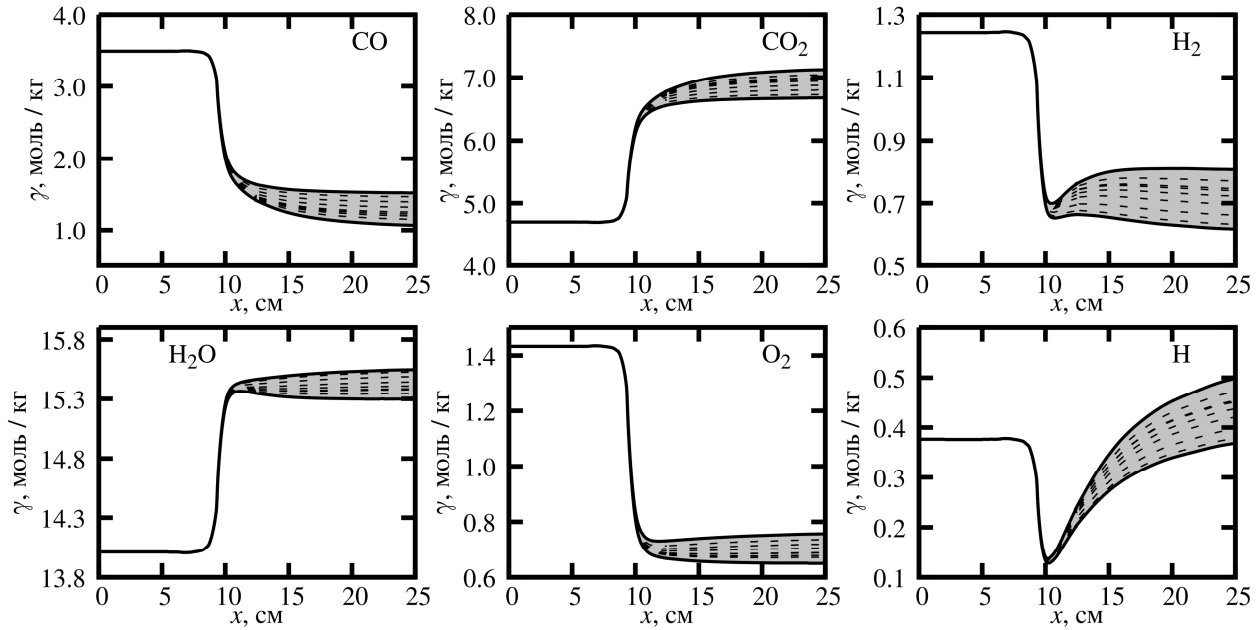 CO
γ, моль / кг
4.0
3.0
2.0
1.0
0 5 10 15 20 25
x, см
CO2
γ, моль / кг
8.0
7.0
6.0
5.0
4.0
0 5 10 15 20 25
x, см
H2
γ, моль / кг
1.3
1.1
0.9
0.7
0.5
0 5 10 15 20 25
x, см
H2O
γ, моль / кг
15.8
15.3
14.8
14.3
13.8
0 5 10 15 20 25
x, см
O2
γ, моль / кг
1.4
1.2
1.0
0.8
0.6
0 5 10 15 20 25
x, см
H
γ, моль / кг
0.6
0.5
0.4
0.3
0.2
0.1
0 5 10 15 20 25
x, см